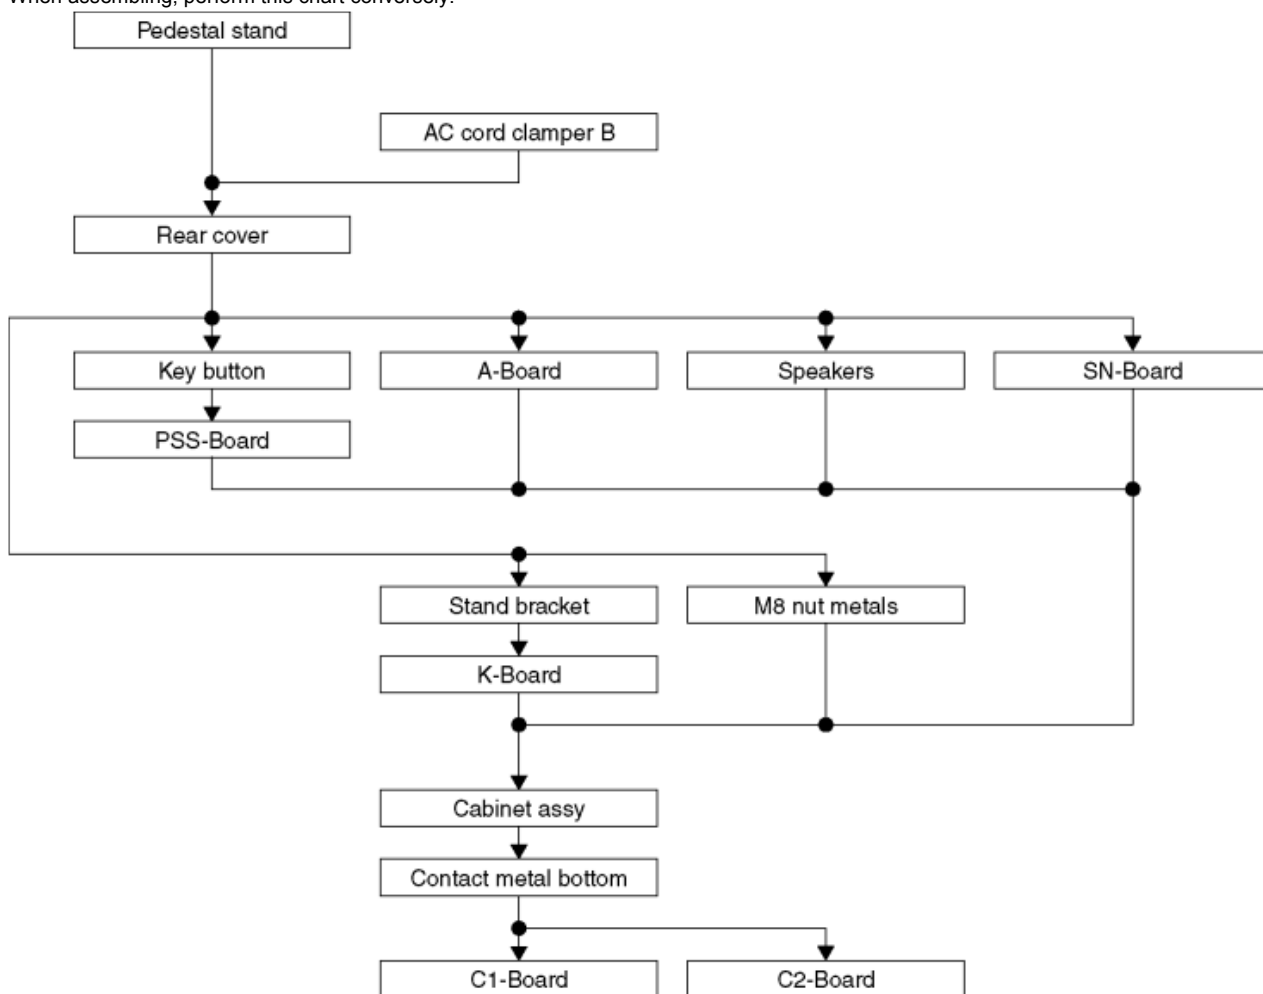 When assembling, perform this chart conversely.
Pedestal stand
AC cord clamper B
Rear cover
Key button
A-Board
Speakers
SN-Board
PSS-Board
Stand bracket
M8 nut metals
K-Board
Cabinet assy
Contact metal bottom
C1-Board
C2-Board